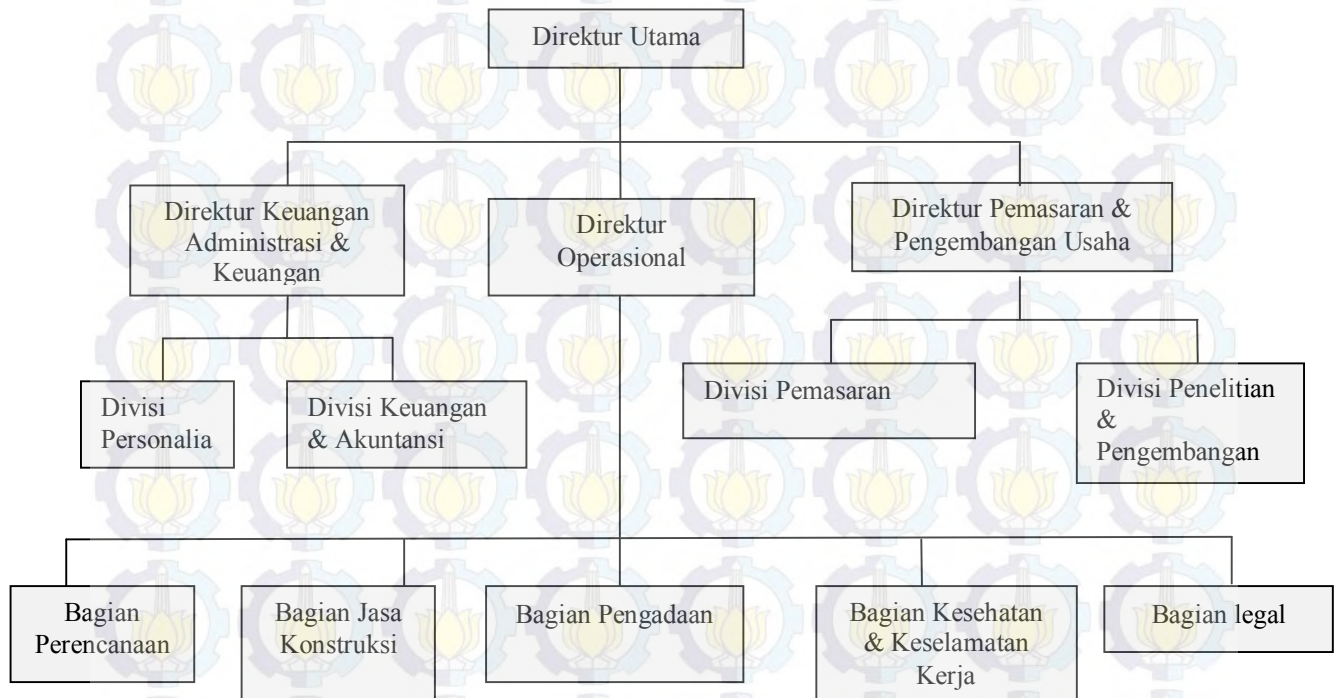 Direktur Utama
Direktur Keuangan
Administrasi &
Keuangan
Direktur
Operasional
Direktur Pemasaran &
Pengembangan Usaha
Divisi
Personalia
Divisi Keuangan
& Akuntansi
Divisi Pemasaran
Divisi Penelitian
&
Pengembangan
Bagian
Perencanaan
Bagian Jasa
Konstruksi
Bagian Pengadaan
Bagian Kesehatan
& Keselamatan
Kerja
Bagian legal